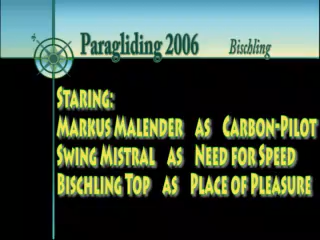 Paragliding 2006 Bischling
Staring:
Markus Malender as Carbon-Pilot
Swing Mistral as Need for Speed
Bischling Top as Place of Pleasure